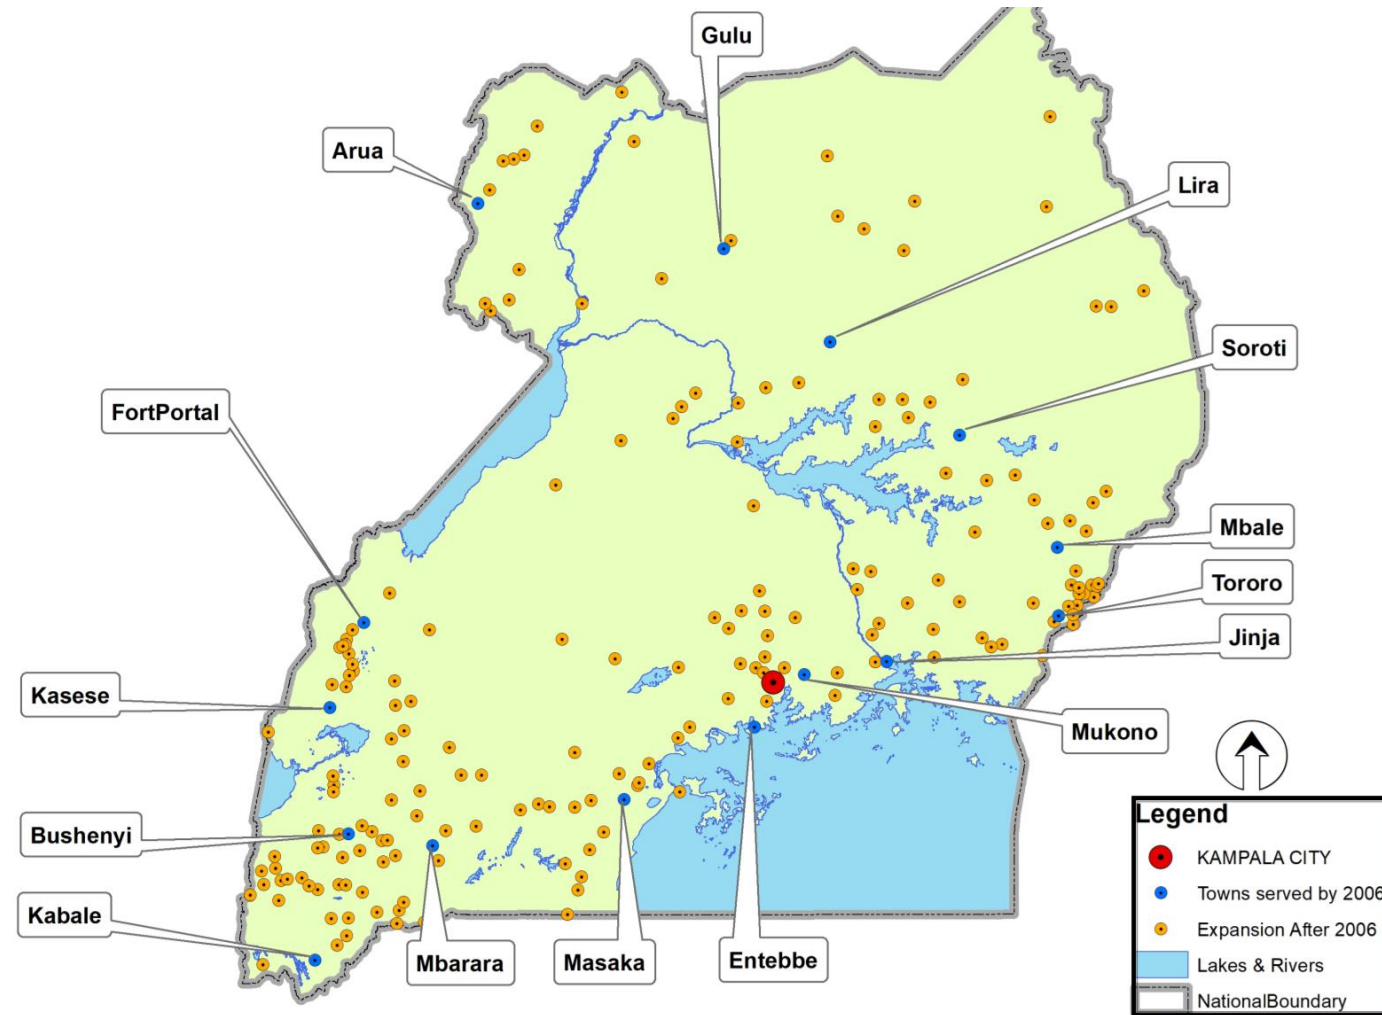 Gulu
Arua
Lira
Soroti
FortPortal
Mbale
Tororo
Jinja
Kasese
Mukono
Bushenyi
Kabale
Mbarara
Masaka
Entebbe
Legend
KAMPALA CITY
Towns served by 2006
Expansion After 2006
Lakes & Rivers
NationalBoundary